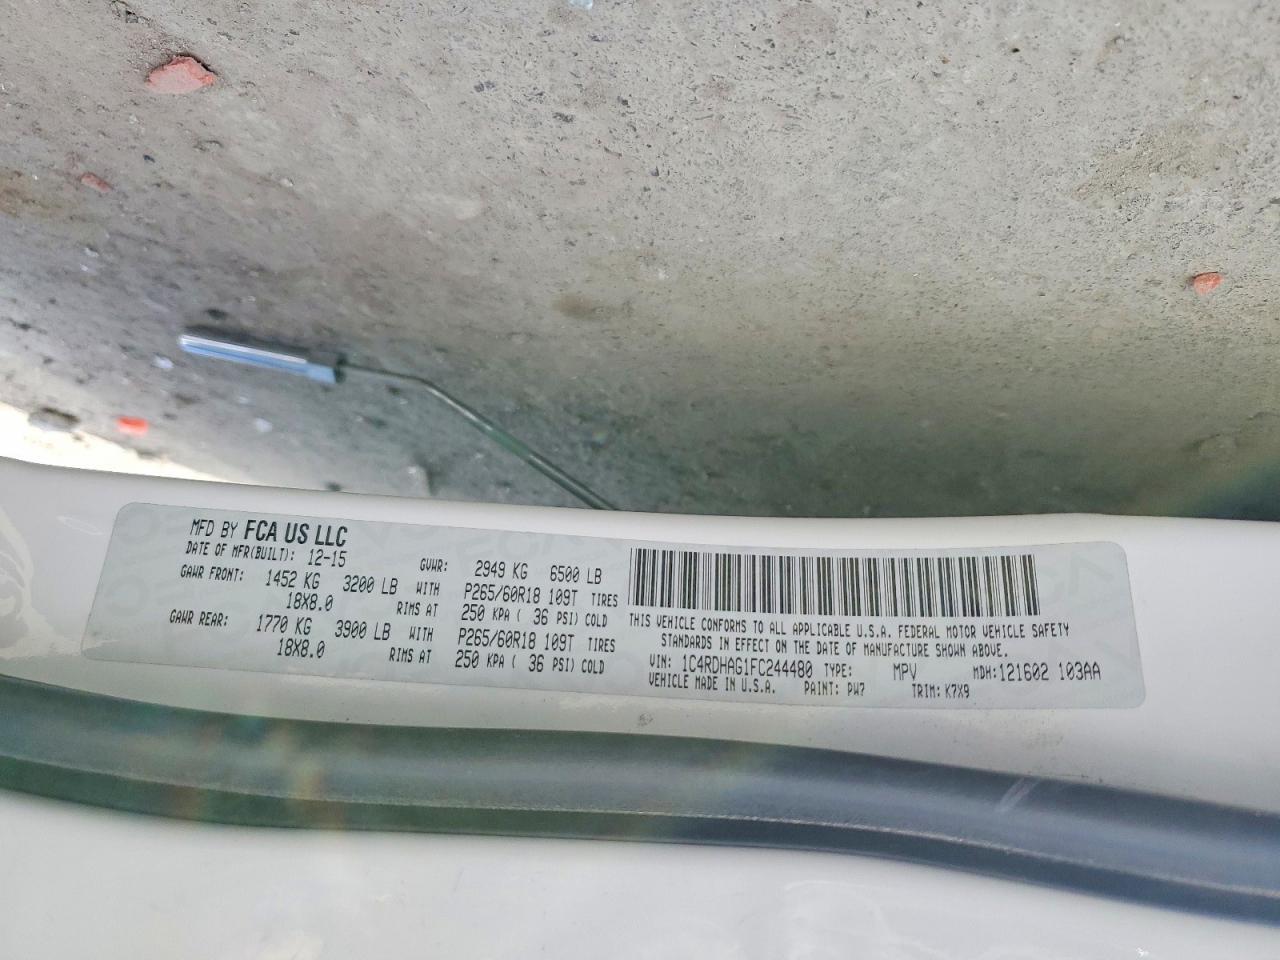 MFD BY FCA US LLC
DATE OF MFR(BUILT): 12-15 GVWR: 2949 KG 6500 LB
GAWR FRONT: 1452 KG 3200 LB WITH P265/60R18 109T TIRES
18X8.0 RIMS AT 250 KPA ( 36 PSI) COLD
GAWR REAR: 1770 KG 3900 LB WITH P265/60R18 109T TIRES
18X8.0 RIMS AT 250 KPA ( 36 PSI) COLD
THIS VEHICLE CONFORMS TO ALL APPLICABLE U.S.A. FEDERAL MOTOR VEHICLE SAFETY
STANDARDS IN EFFECT ON THE DATE OF MANUFACTURE SHOWN ABOVE.
VIN: 1C4RDHAG1FC244480 TYPE: MPV MDH:121602 103AA
VEHICLE MADE IN U.S.A. PAINT: PW7 TRIM: K7X9